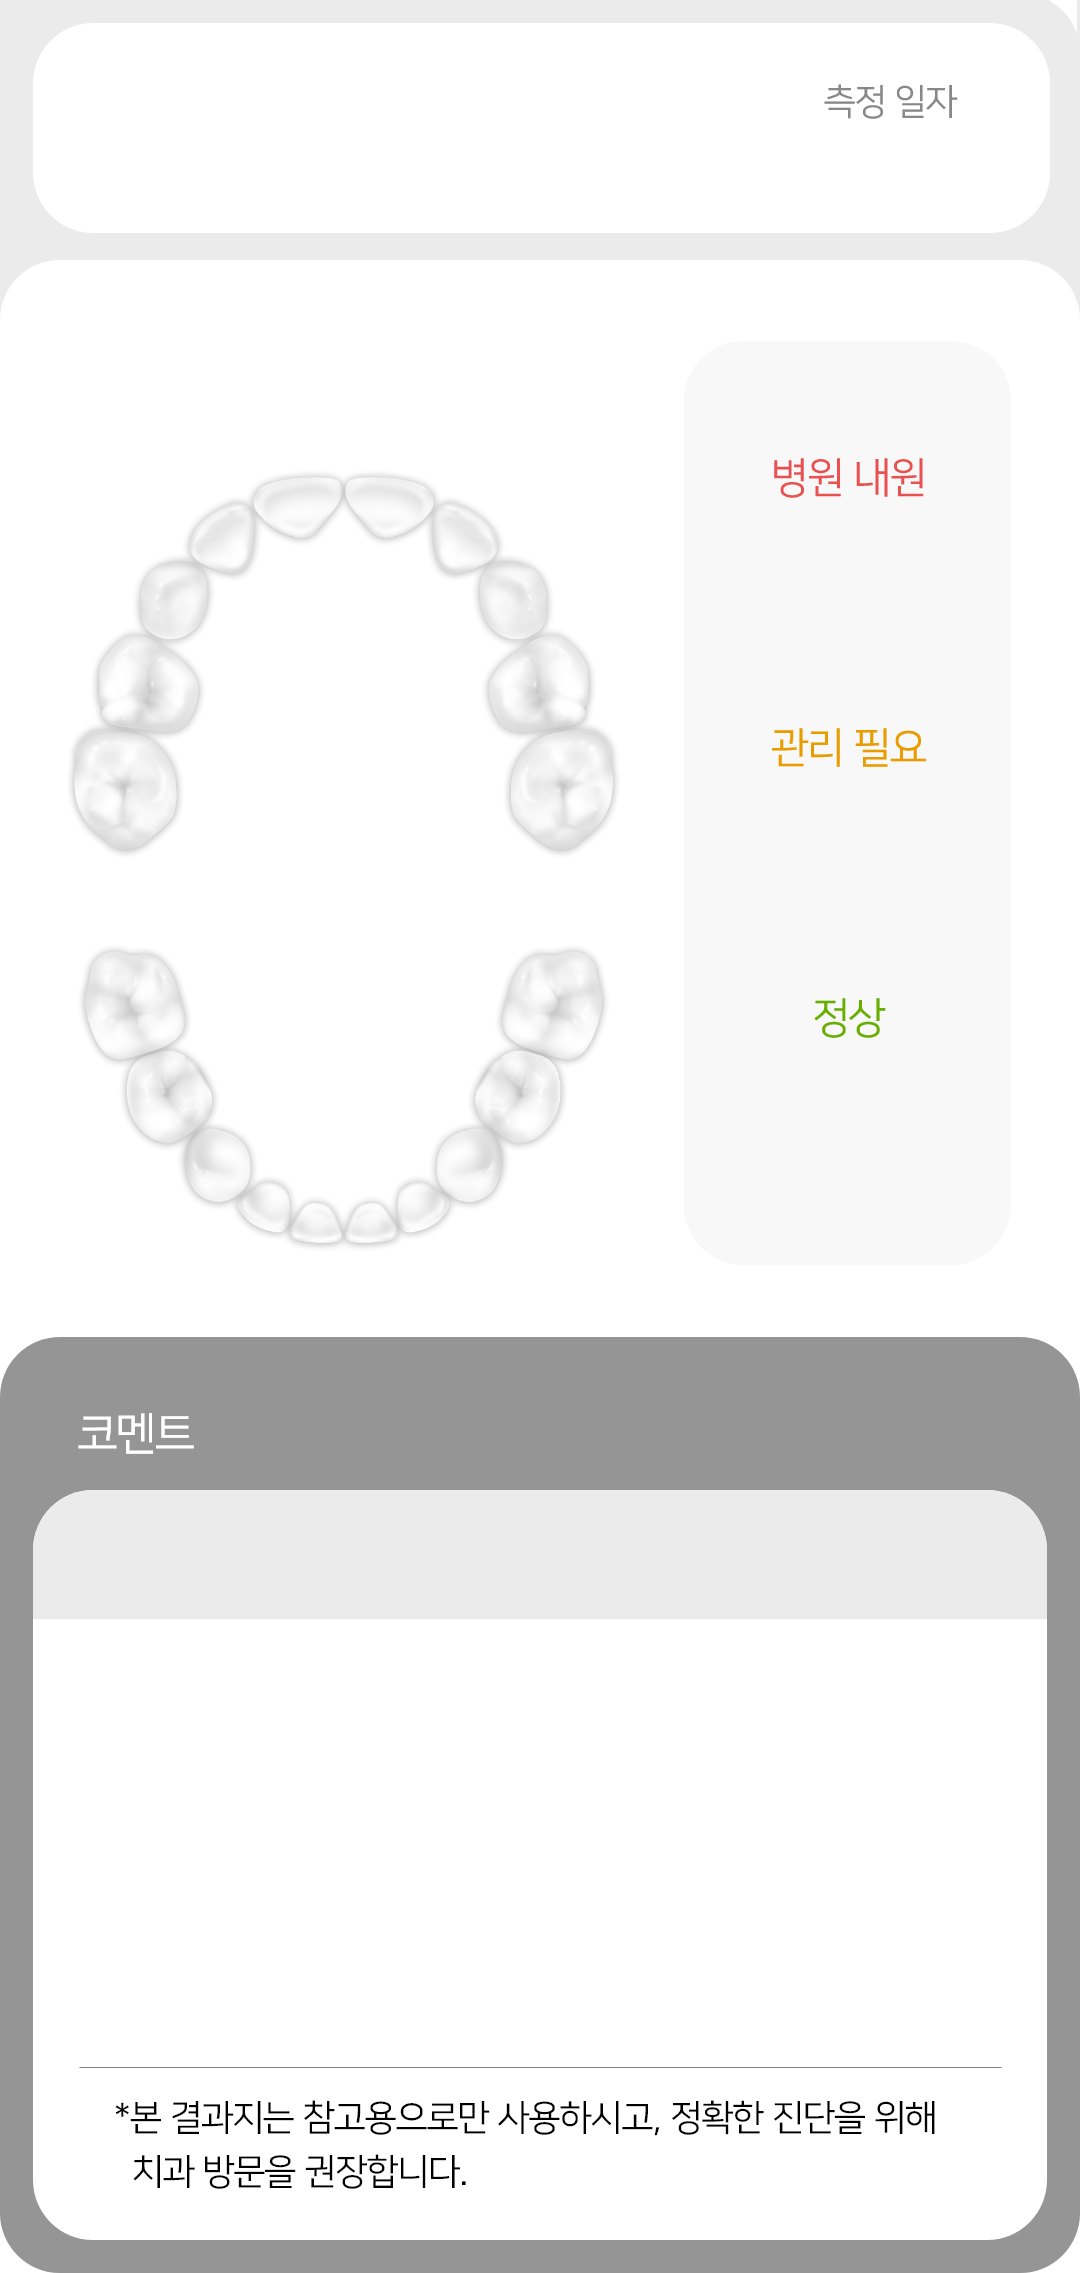 측정 일자
병원 내원
관리 필요
정상
코멘트
*본 결과지는 참고용으로만 사용하시고, 정확한 진단을 위해
치과 방문을 권장합니다.